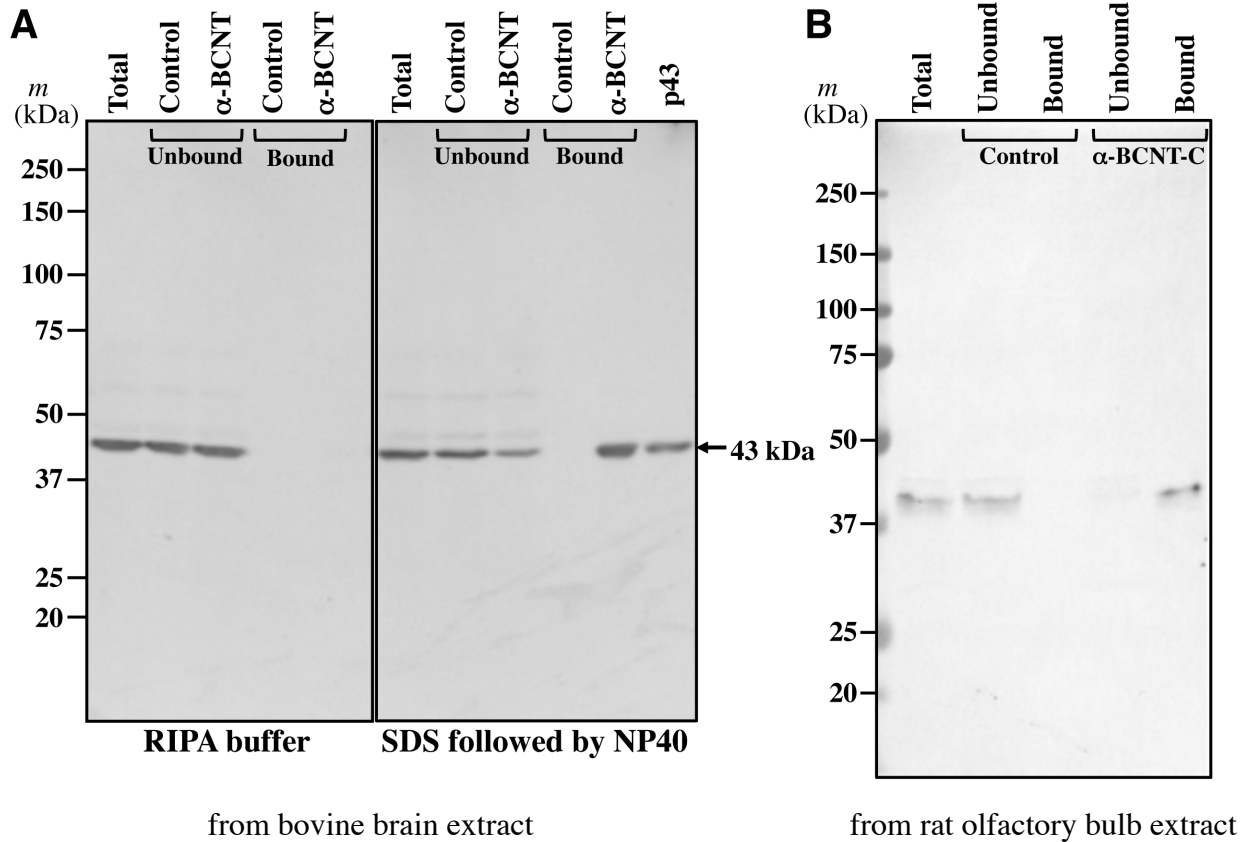 A
m
(kDa)
Total
Control
α-BCNT
Control
α-BCNT
Total
Control
α-BCNT
Control
α-BCNT
p43
Unbound
Bound
Unbound
Bound
250
150
100
75
50
37
25
20
43 kDa
RIPA buffer
SDS followed by NP40
from bovine brain extract
B
m
(kDa)
Total
Unbound
Bound
Unbound
Bound
Control
α-BCNT-C
250
150
100
75
50
37
25
20
from rat olfactory bulb extract